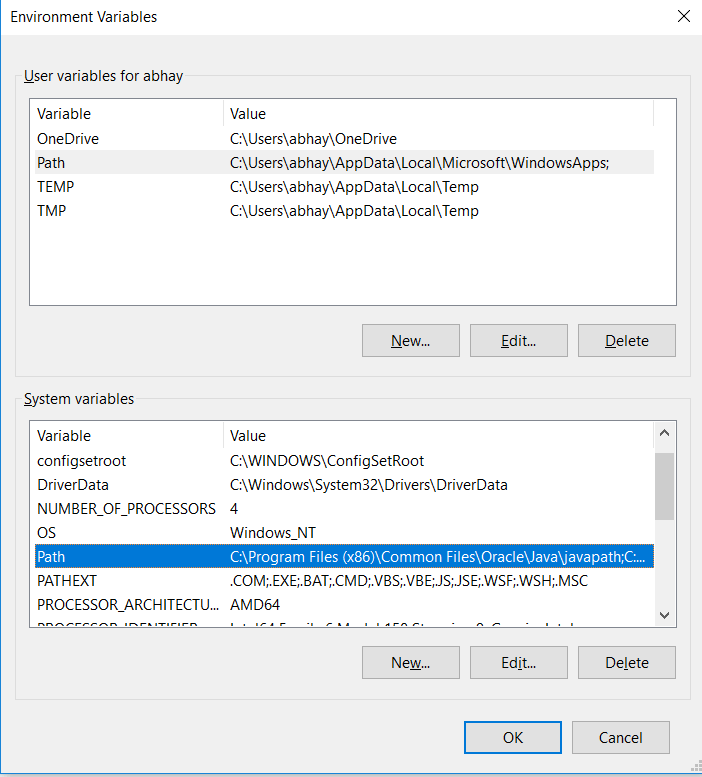 Environment Variables
User variables for abhay
Variable Value
OneDrive C:\Users\abhay\OneDrive
Path C:\Users\abhay\AppData\Local\Microsoft\WindowsApps;
TEMP C:\Users\abhay\AppData\Local\Temp
TMP C:\Users\abhay\AppData\Local\Temp
New... Edit... Delete
System variables
Variable Value
configsetroot C:\WINDOWS\ConfigSetRoot
DriverData C:\Windows\System32\Drivers\DriverData
NUMBER_OF_PROCESSORS 4
OS Windows_NT
Path C:\Program Files (x86)\Common Files\Oracle\Java\javapath;C:...
PATHEXT .COM;.EXE;.BAT;.CMD;.VBS;.VBE;.JS;.JSE;.WSF;.WSH;.MSC
PROCESSOR_ARCHITECTU... AMD64
PROCESSOR_IDENTIFIER Intel64 Family 6 Model
New... Edit... Delete
OK Cancel